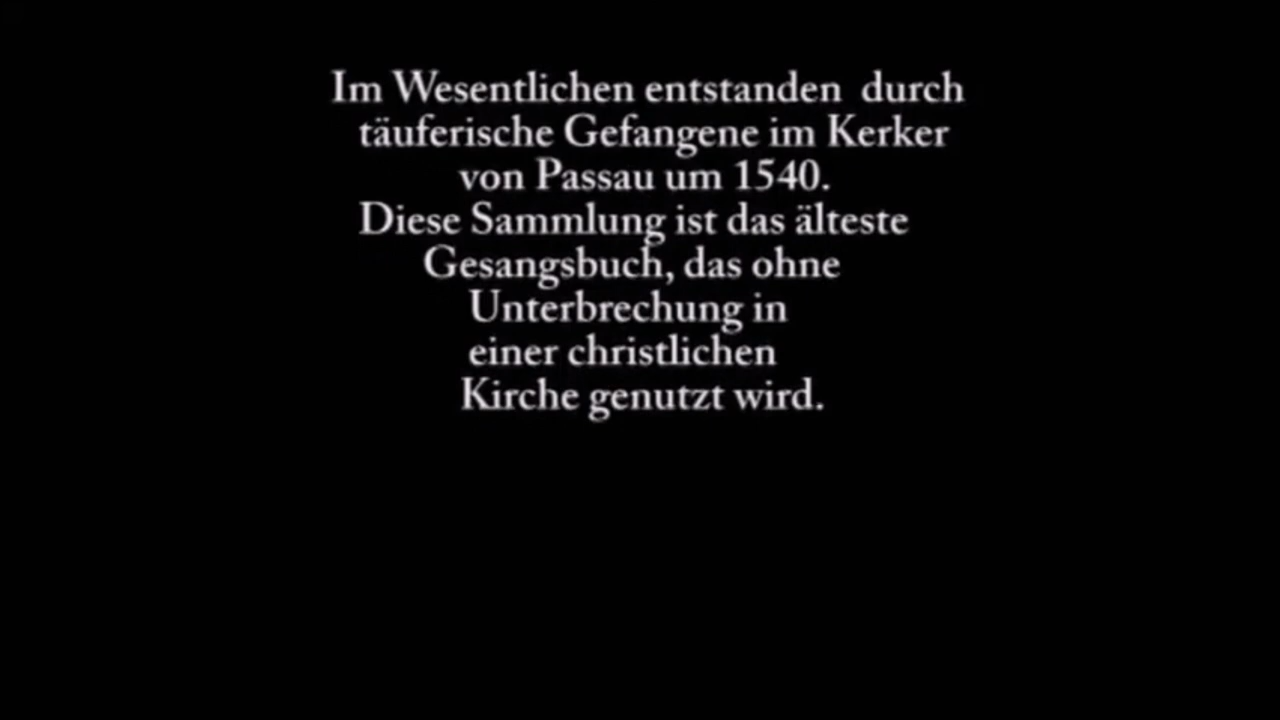 Im Wesentlichen entstanden durch
täuferische Gefangene im Kerker
von Passau um 1540.
Diese Sammlung ist das älteste
Gesangsbuch, das ohne
Unterbrechung in
einer christlichen
Kirche genutzt wird.